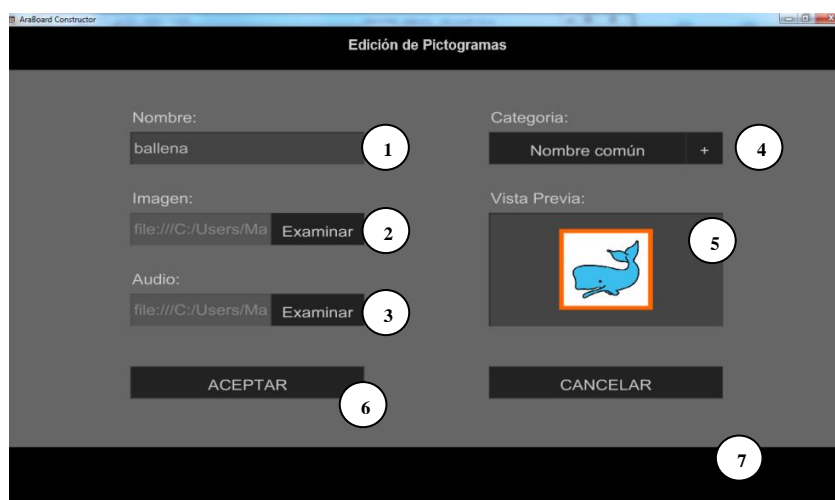 AraBoard Constructor
Edición de Pictogramas
Nombre:
ballena
1
Imagen:
file:///C:/Users/Ma Examinar
2
Audio:
file:///C:/Users/Ma Examinar
3
Categoria:
Nombre común +
4
Vista Previa:
5
ACEPTAR
6
CANCELAR
7